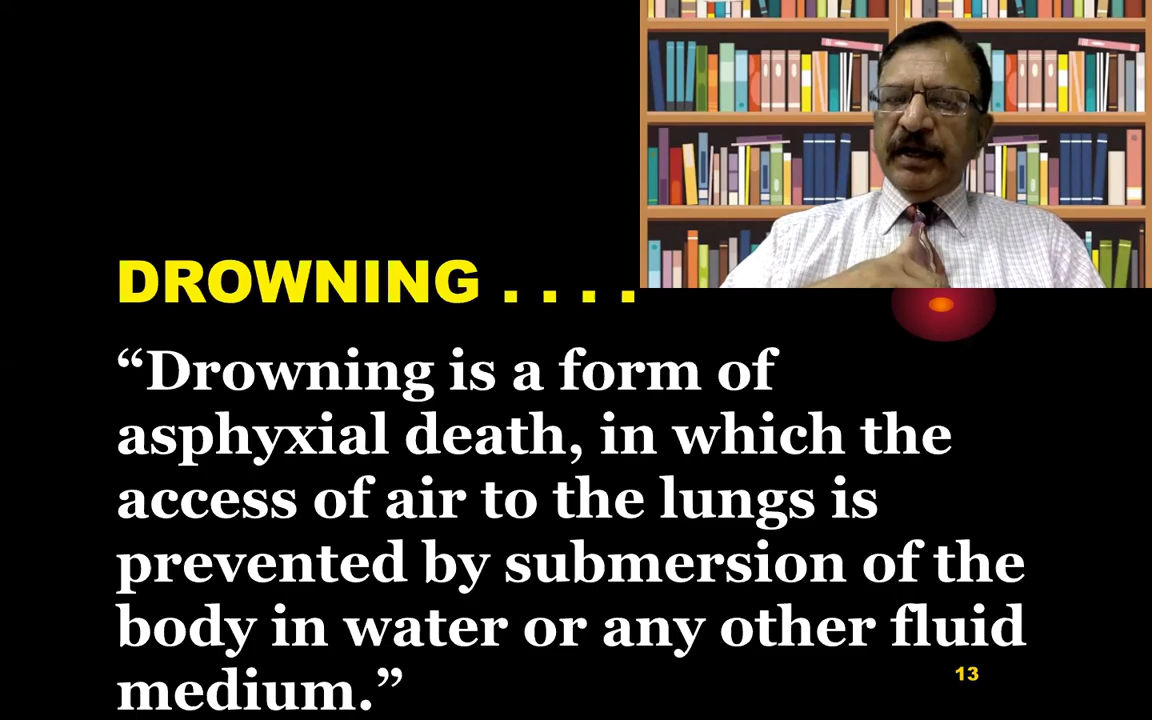 DROWNING . . . .
“Drowning is a form of
asphyxial death, in which the
access of air to the lungs is
prevented by submersion of the
body in water or any other fluid
medium.”
13